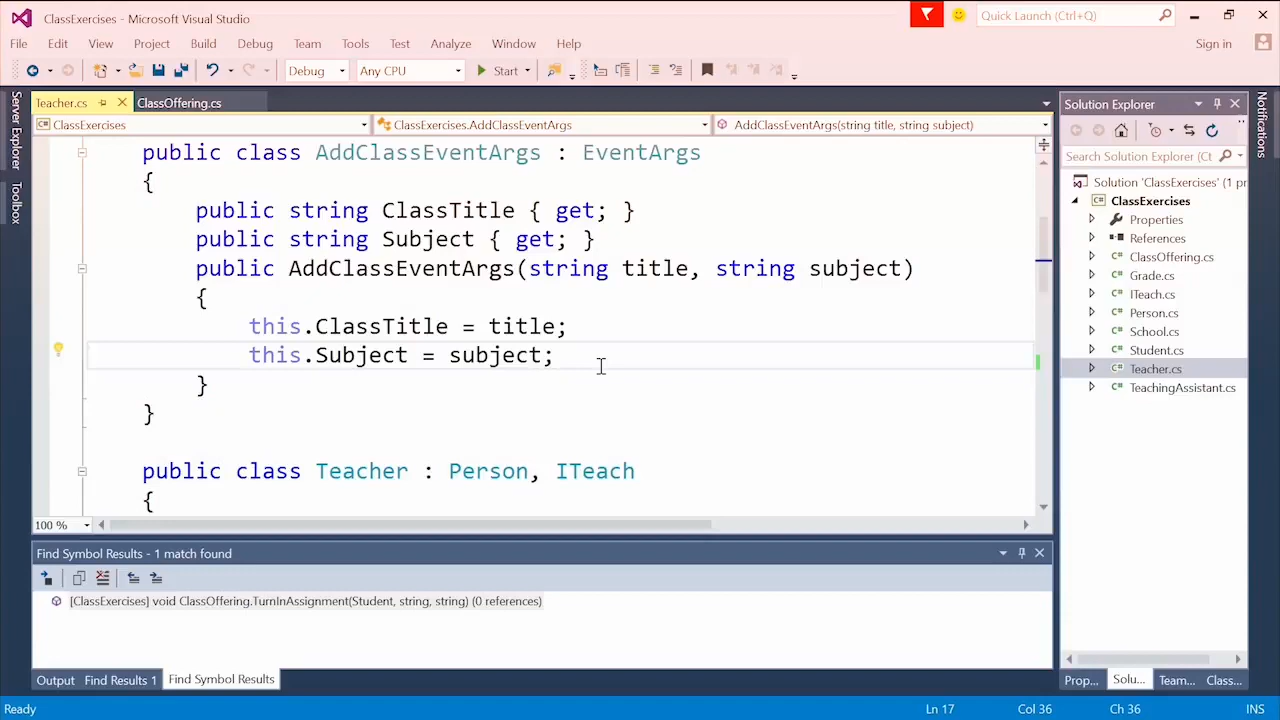 ClassExercises - Microsoft Visual Studio
Quick Launch (Ctrl+Q)
File Edit View Project Build Debug Team Tools Test Analyze Window Help
Sign in
Debug Any CPU Start
Server Explorer
Toolbox
Teacher.cs ClassOffering.cs
ClassExercises ClassExercises.AddClassEventArgs AddClassEventArgs(string title, string subject)
public class AddClassEventArgs : EventArgs
{
public string ClassTitle { get; }
public string Subject { get; }
public AddClassEventArgs(string title, string subject)
{
this.ClassTitle = title;
this.Subject = subject;
}
}
public class Teacher : Person, ITeach
{
100 %
Find Symbol Results - 1 match found
[ClassExercises] void ClassOffering.TurnInAssignment(Student, string, string) (0 references)
Output Find Results 1 Find Symbol Results
Solution Explorer
Search Solution Explorer (Ct
Solution 'ClassExercises' (1 pr
ClassExercises
Properties
References
C# ClassOffering.cs
C# Grade.cs
C# ITeach.cs
C# Person.cs
C# School.cs
C# Student.cs
C# Teacher.cs
C# TeachingAssistant.cs
Prop... Solu... Team... Class...
Notifications
Ready Ln 17 Col 36 Ch 36 INS